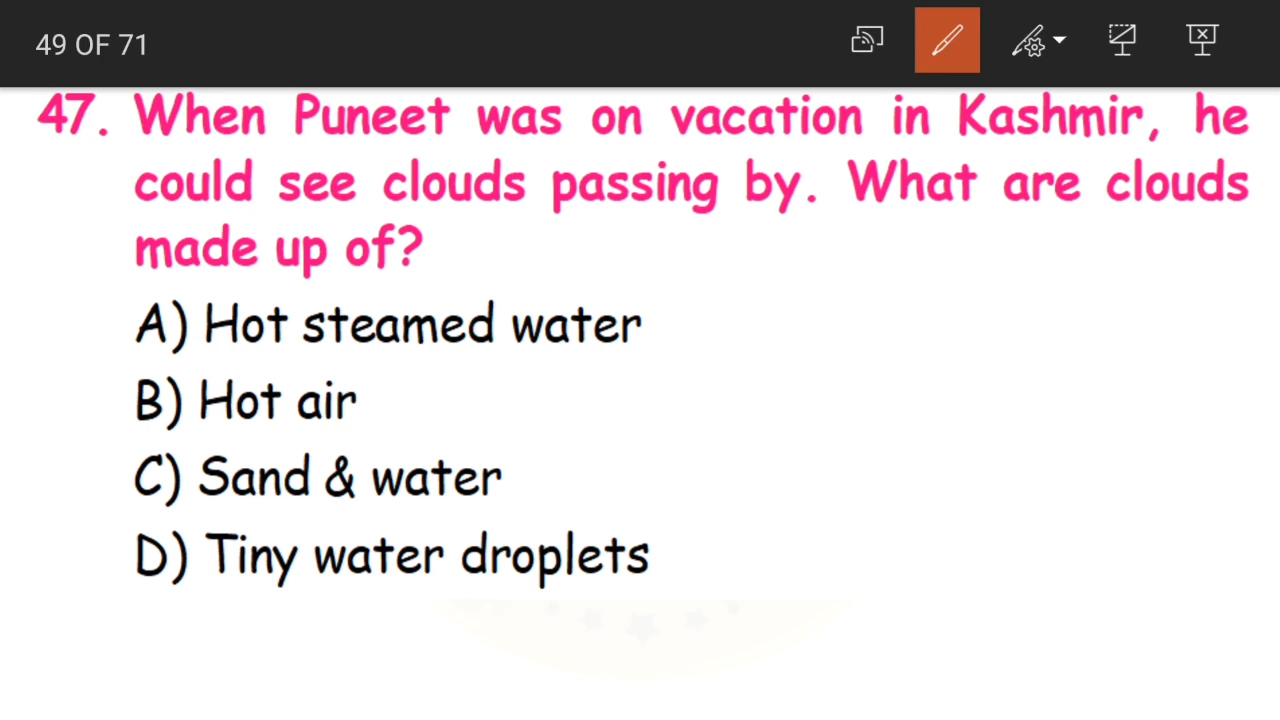 49 OF 71
47. When Puneet was on vacation in Kashmir, he
could see clouds passing by. What are clouds
made up of?
A) Hot steamed water
B) Hot air
C) Sand & water
D) Tiny water droplets